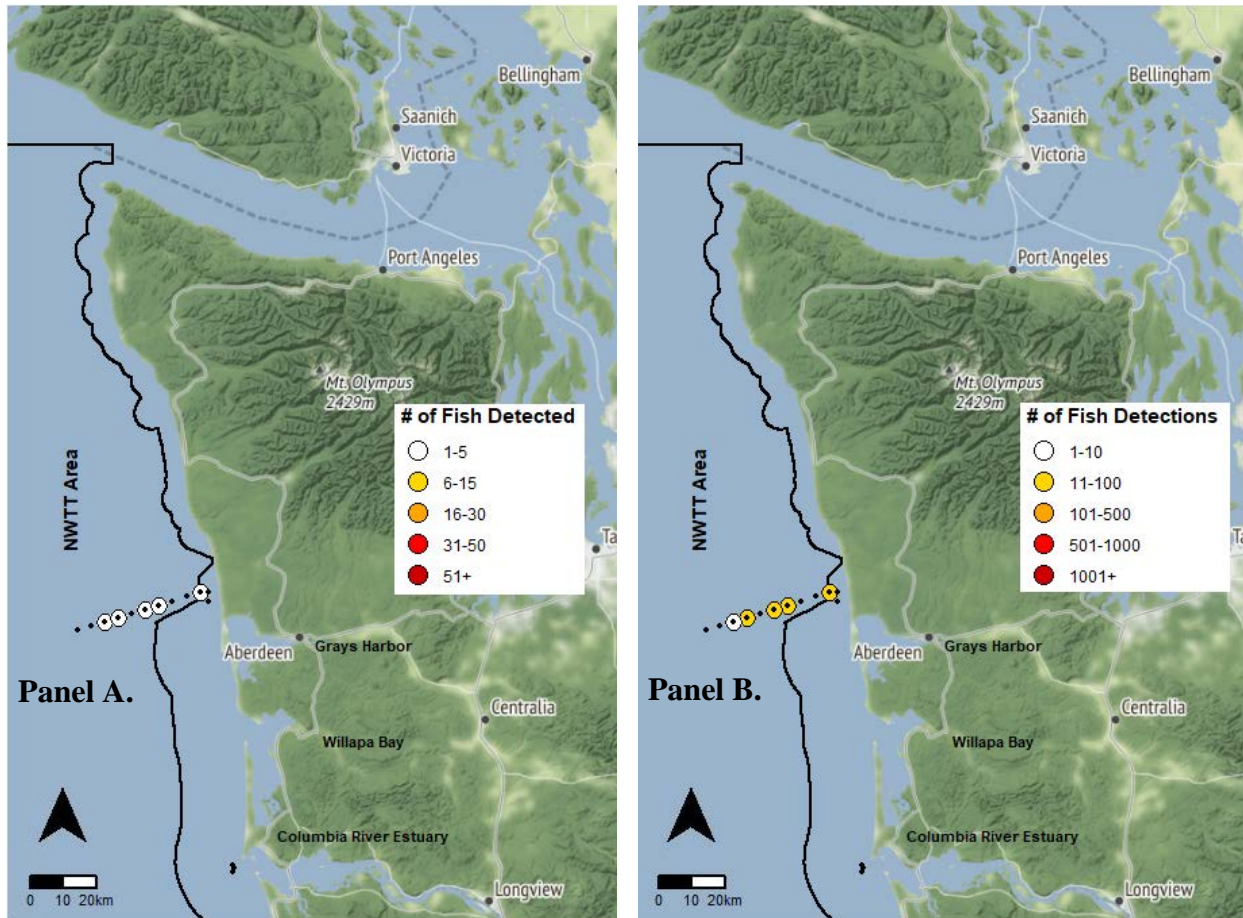 Bellingham
Saanich
Victoria
Port Angeles
Mt. Olympus
2429m
# of Fish Detected
1-5
6-15
16-30
31-50
51+
NWTT Area
Ta
Aberdeen
Grays Harbor
Panel A.
Centralia
Willapa Bay
Columbia River Estuary
0 10 20km
Longview
Bellingham
Saanich
Victoria
Port Angeles
Mt. Olympus
2429m
# of Fish Detections
1-10
11-100
101-500
501-1000
1001+
NWTT Area
Ta
Aberdeen
Grays Harbor
Panel B.
Centralia
Willapa Bay
Columbia River Estuary
0 10 20km
Longview